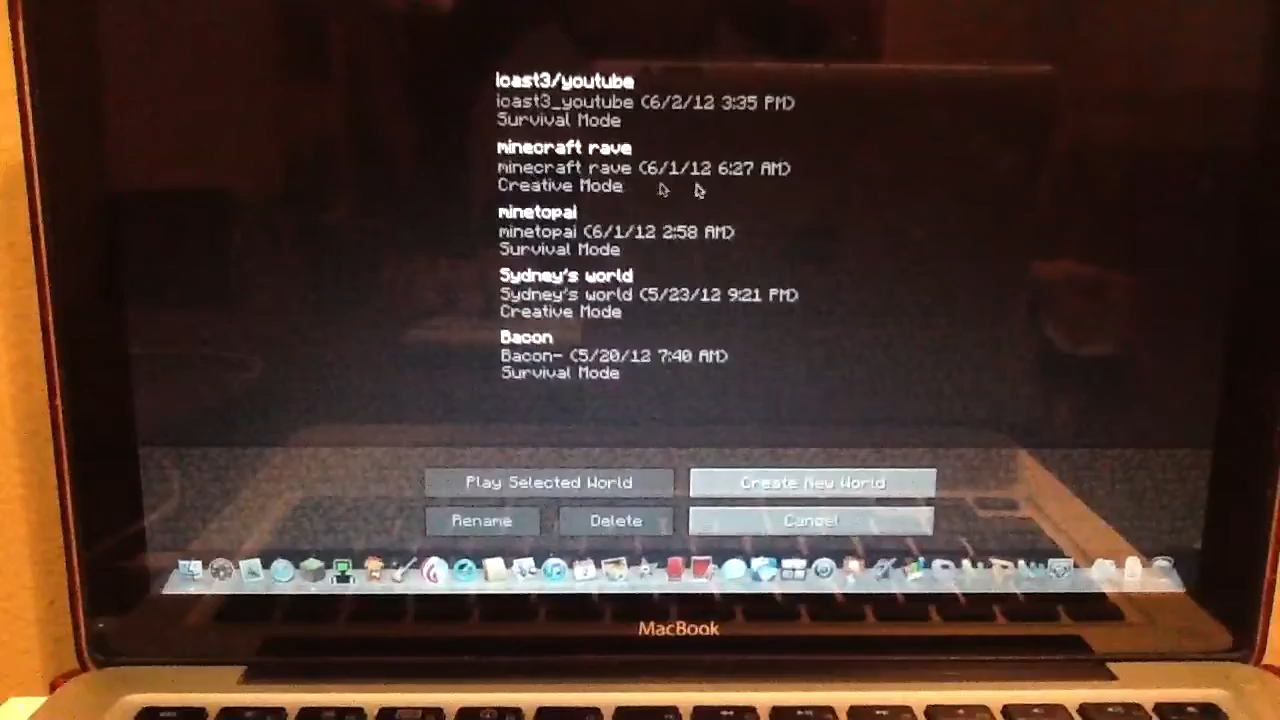 icast3/youtube
icast3_youtube (6/2/12 3:35 PM)
Survival Mode
minecraft rave
minecraft rave (6/1/12 6:27 AM)
Creative Mode
minetopai
minetopai (6/1/12 2:58 AM)
Survival Mode
Sydney's world
Sydney's world (5/23/12 9:21 PM)
Creative Mode
Bacon
Bacon- (5/20/12 7:40 AM)
Survival Mode
Play Selected World
Create New World
Rename
Delete
Cancel
MacBook